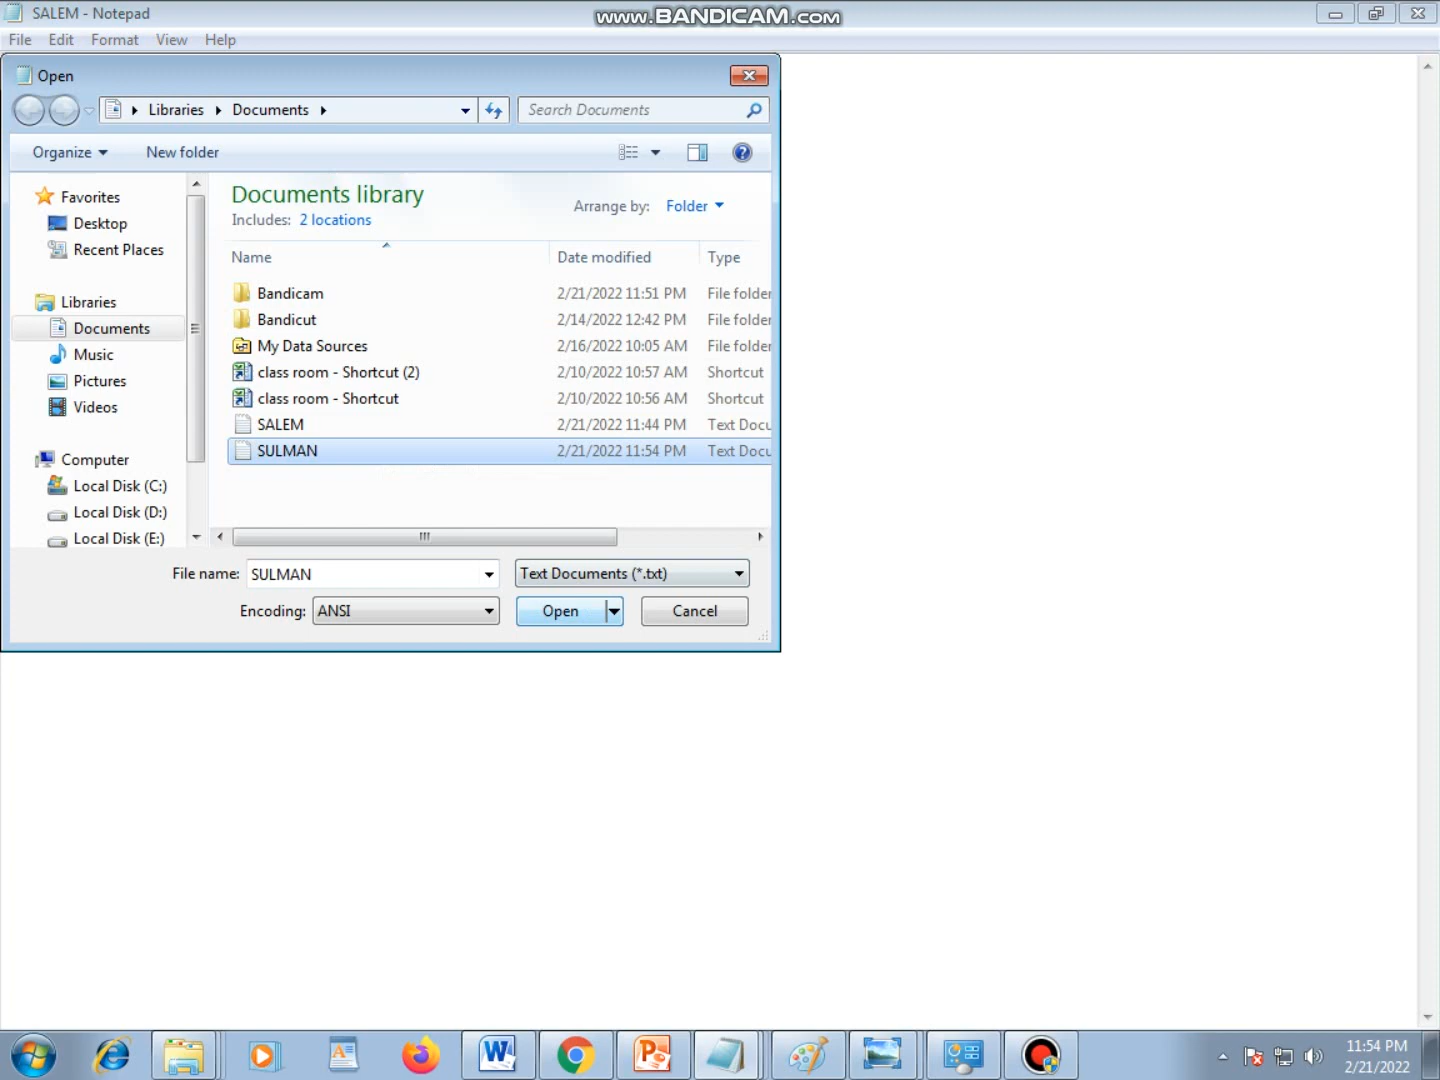 SALEM - Notepad
www.BANDICAM.com
File Edit Format View Help
Open
Libraries Documents
Search Documents
Organize New folder
Favorites
Desktop
Recent Places
Libraries
Documents
Music
Pictures
Videos
Computer
Local Disk (C:)
Local Disk (D:)
Local Disk (E:)
Documents library
Includes: 2 locations
Arrange by: Folder
Name Date modified Type
Bandicam 2/21/2022 11:51 PM File folder
Bandicut 2/14/2022 12:42 PM File folder
My Data Sources 2/16/2022 10:05 AM File folder
class room - Shortcut (2) 2/10/2022 10:57 AM Shortcut
class room - Shortcut 2/10/2022 10:56 AM Shortcut
SALEM 2/21/2022 11:44 PM Text Docu
SULMAN 2/21/2022 11:54 PM Text Docu
File name: SULMAN Text Documents (*.txt)
Encoding: ANSI Open Cancel
11:54 PM
2/21/2022